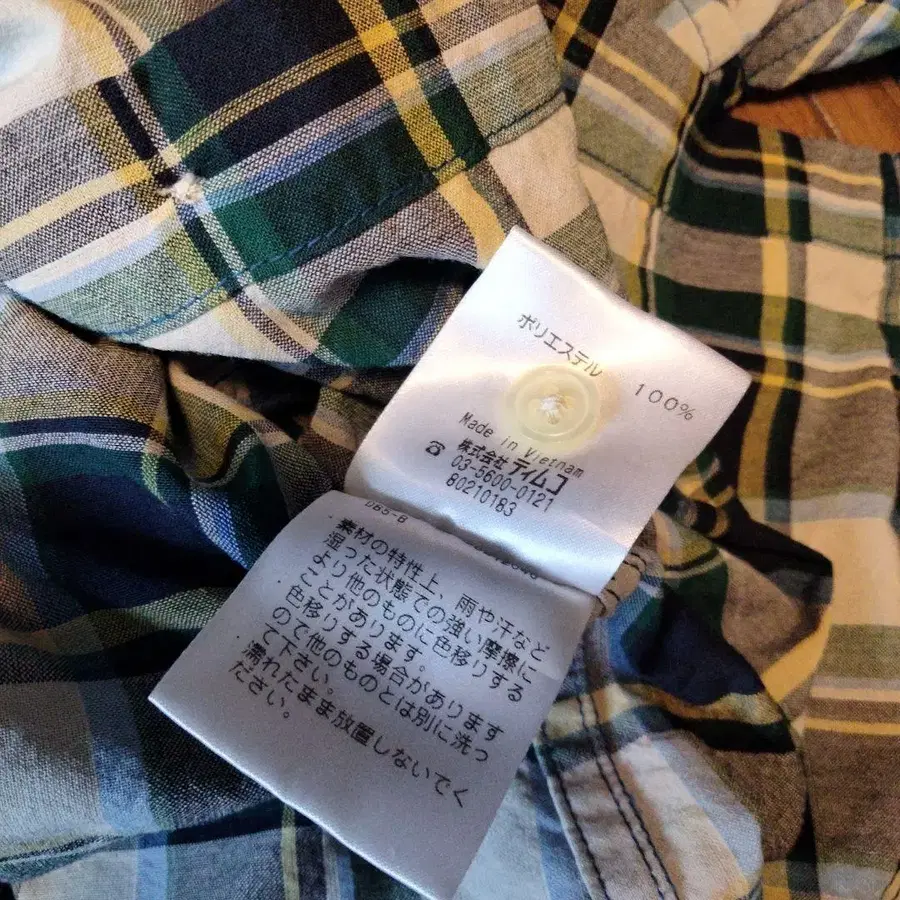 ポリエステル 100%
Made in Vietnam
株式会社 ティムコ
☎ 03-5600-0121
80210183
・素材の特性上、雨や汗など
湿った状態での強い摩擦に
より他のものに色移りする
ことがあります。
・色移りする場合があります
ので他のものとは別に洗っ
て下さい。
・濡れたまま放置しないでく
ださい。